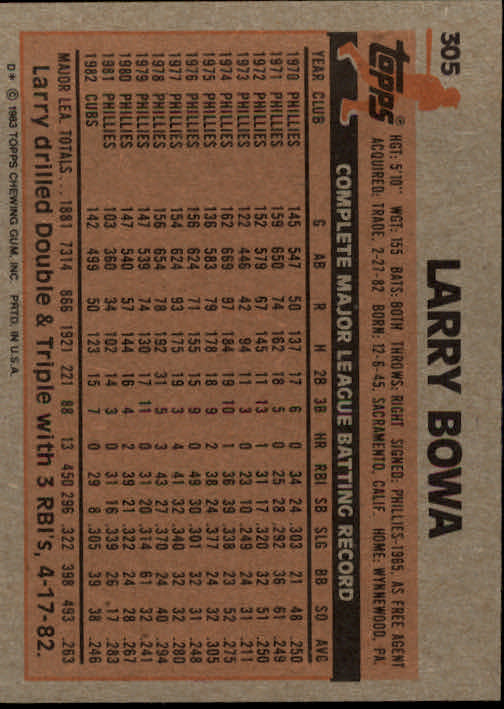 305
LARRY BOWA
topps®
HGT: 5'10" WGT: 155 BATS: BOTH THROWS: RIGHT SIGNED: PHILLIES-1965, AS FREE AGENT
ACQUIRED: TRADE, 2-27-82 BORN: 12-6-45, SACRAMENTO, CALIF. HOME: WYNNEWOOD, PA.
COMPLETE MAJOR LEAGUE BATTING RECORD
YEAR CLUB G AB R H 2B 3B HR RBI SB SLG BB SO AVG
1970 PHILLIES 145 547 50 137 17 6 0 34 24 .303 21 48 .250
1971 PHILLIES 159 650 74 162 18 5 0 25 28 .292 36 61 .249
1972 PHILLIES 152 579 67 145 11 13 1 31 17 .320 32 51 .250
1973 PHILLIES 122 446 42 94 11 3 0 23 10 .249 24 31 .211
1974 PHILLIES 162 669 97 184 19 10 1 36 39 .338 23 52 .275
1975 PHILLIES 136 583 79 178 18 9 2 38 24 .377 24 32 .305
1976 PHILLIES 156 624 71 155 15 9 0 49 30 .301 32 31 .248
1977 PHILLIES 154 624 93 175 19 3 4 41 32 .340 32 32 .280
1978 PHILLIES 156 654 78 192 31 5 3 43 27 .370 24 40 .294
1979 PHILLIES 147 539 74 130 17 11 0 31 20 .314 61 32 .241
1980 PHILLIES 147 540 57 144 16 4 2 39 21 .322 24 28 .267
1981 PHILLIES 103 360 34 102 14 3 0 31 16 .339 26 17 .283
1982 CUBS 142 499 50 123 15 7 0 29 8 .305 39 38 .246
MAJOR LEA. TOTALS... 1881 7314 866 1921 221 88 13 450 296 .322 398 493 .263
Larry drilled Double & Triple with 3 RBI's, 4-17-82.
D* © 1983 TOPPS CHEWING GUM, INC. PRTD. IN U.S.A.